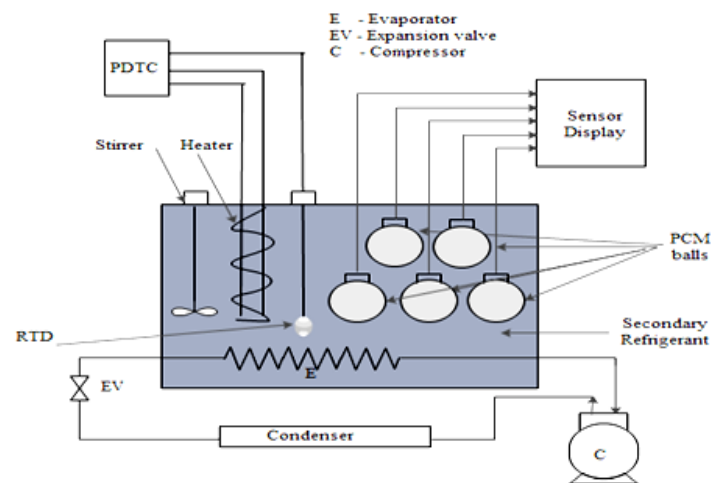 E - Evaporator
EV - Expansion valve
C - Compressor
PDTC
Sensor
Display
Stirrer
Heater
PCM
balls
RTD
Secondary
Refrigerant
E
EV
Condenser
C